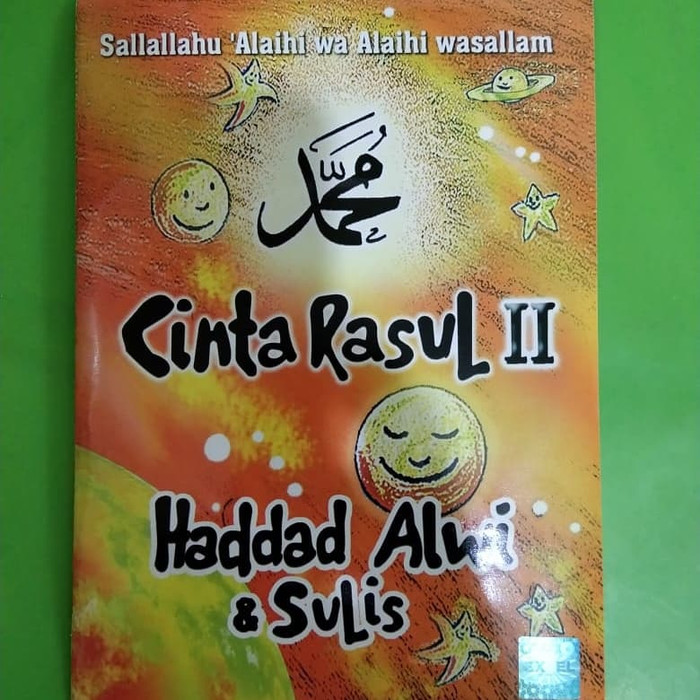 Sallallahu 'Alaihi wa Alaihi wasallam
محمد
Cinta Rasul II
Haddad Alwi
& Sulis